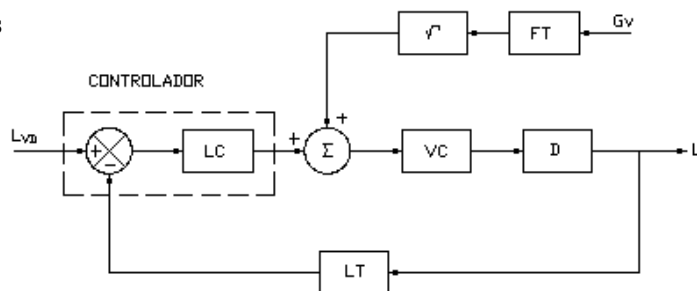 √ FT Gv
CONTROLADOR
LVD + − LC + + Σ VC D L
LT